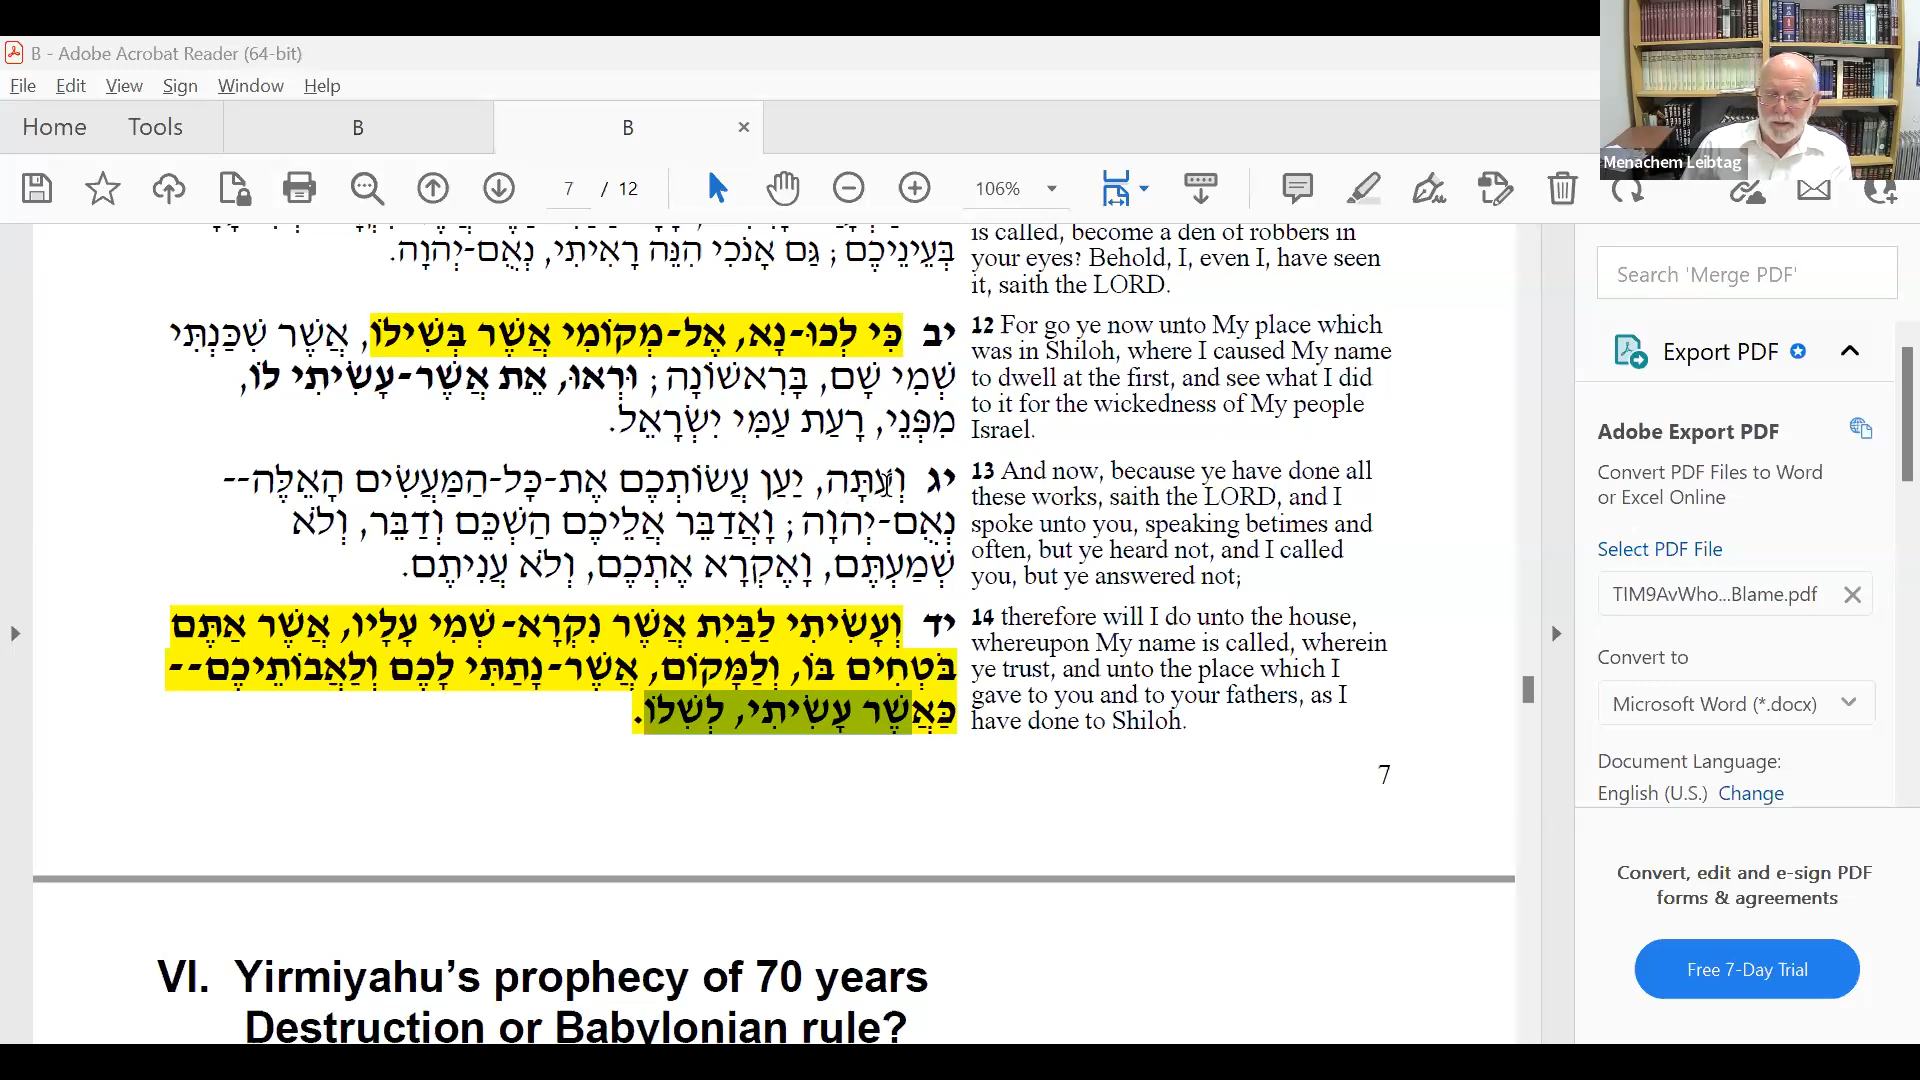 B - Adobe Acrobat Reader (64-bit)
File Edit View Sign Window Help
Home Tools B B
7 / 12 106%
Menachem Leibtag
בְּעֵינֵיכֶם; גַּם אָנֹכִי הִנֵּה רָאִיתִי, נְאֻם-יְהוָה.
is called, become a den of robbers in
your eyes? Behold, I, even I, have seen
it, saith the LORD.
יב כִּי לְכוּ-נָא, אֶל-מְקוֹמִי אֲשֶׁר בְּשִׁילוֹ, אֲשֶׁר שִׁכַּנְתִּי
שְׁמִי שָׁם, בָּרִאשׁוֹנָה; וּרְאוּ, אֵת אֲשֶׁר-עָשִׂיתִי לוֹ,
מִפְּנֵי, רָעַת עַמִּי יִשְׂרָאֵל.
12 For go ye now unto My place which
was in Shiloh, where I caused My name
to dwell at the first, and see what I did
to it for the wickedness of My people
Israel.
יג וְעַתָּה, יַעַן עֲשׂוֹתְכֶם אֶת-כָּל-הַמַּעֲשִׂים הָאֵלֶּה--
נְאֻם-יְהוָה; וָאֲדַבֵּר אֲלֵיכֶם הַשְׁכֵּם וְדַבֵּר, וְלֹא
שְׁמַעְתֶּם, וָאֶקְרָא אֶתְכֶם, וְלֹא עֲנִיתֶם.
13 And now, because ye have done all
these works, saith the LORD, and I
spoke unto you, speaking betimes and
often, but ye heard not, and I called
you, but ye answered not;
יד וְעָשִׂיתִי לַבַּיִת אֲשֶׁר נִקְרָא-שְׁמִי עָלָיו, אֲשֶׁר אַתֶּם
בֹּטְחִים בּוֹ, וְלַמָּקוֹם, אֲשֶׁר-נָתַתִּי לָכֶם וְלַאֲבוֹתֵיכֶם--
כַּאֲשֶׁר עָשִׂיתִי, לְשִׁלוֹ.
14 therefore will I do unto the house,
whereupon My name is called, wherein
ye trust, and unto the place which I
gave to you and to your fathers, as I
have done to Shiloh.
7
VI. Yirmiyahu’s prophecy of 70 years
Destruction or Babylonian rule?
Search 'Merge PDF'
Export PDF
Adobe Export PDF
Convert PDF Files to Word
or Excel Online
Select PDF File
TIM9AvWho...Blame.pdf
Convert to
Microsoft Word (*.docx)
Document Language:
English (U.S.) Change
Convert, edit and e-sign PDF
forms & agreements
Free 7-Day Trial